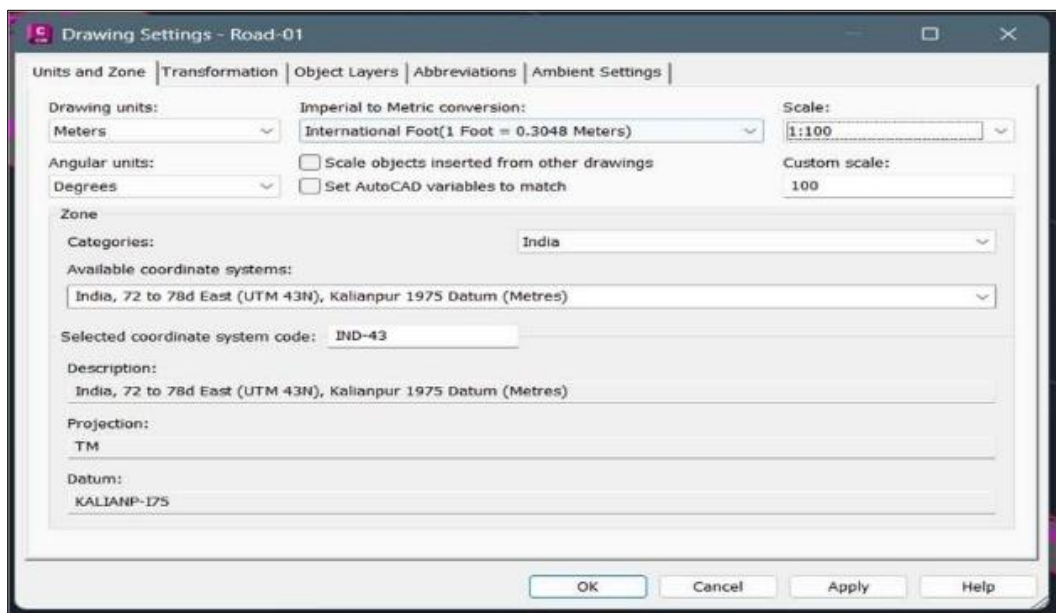 Drawing Settings - Road-01
Units and Zone Transformation Object Layers Abbreviations Ambient Settings
Drawing units: Imperial to Metric conversion: Scale:
Meters International Foot(1 Foot = 0.3048 Meters) 1:100
Angular units: Scale objects inserted from other drawings Custom scale:
Degrees Set AutoCAD variables to match 100
Zone
Categories: India
Available coordinate systems:
India, 72 to 78d East (UTM 43N), Kalianpur 1975 Datum (Metres)
Selected coordinate system code: IND-43
Description:
India, 72 to 78d East (UTM 43N), Kalianpur 1975 Datum (Metres)
Projection:
TM
Datum:
KALIANP-I75
OK Cancel Apply Help